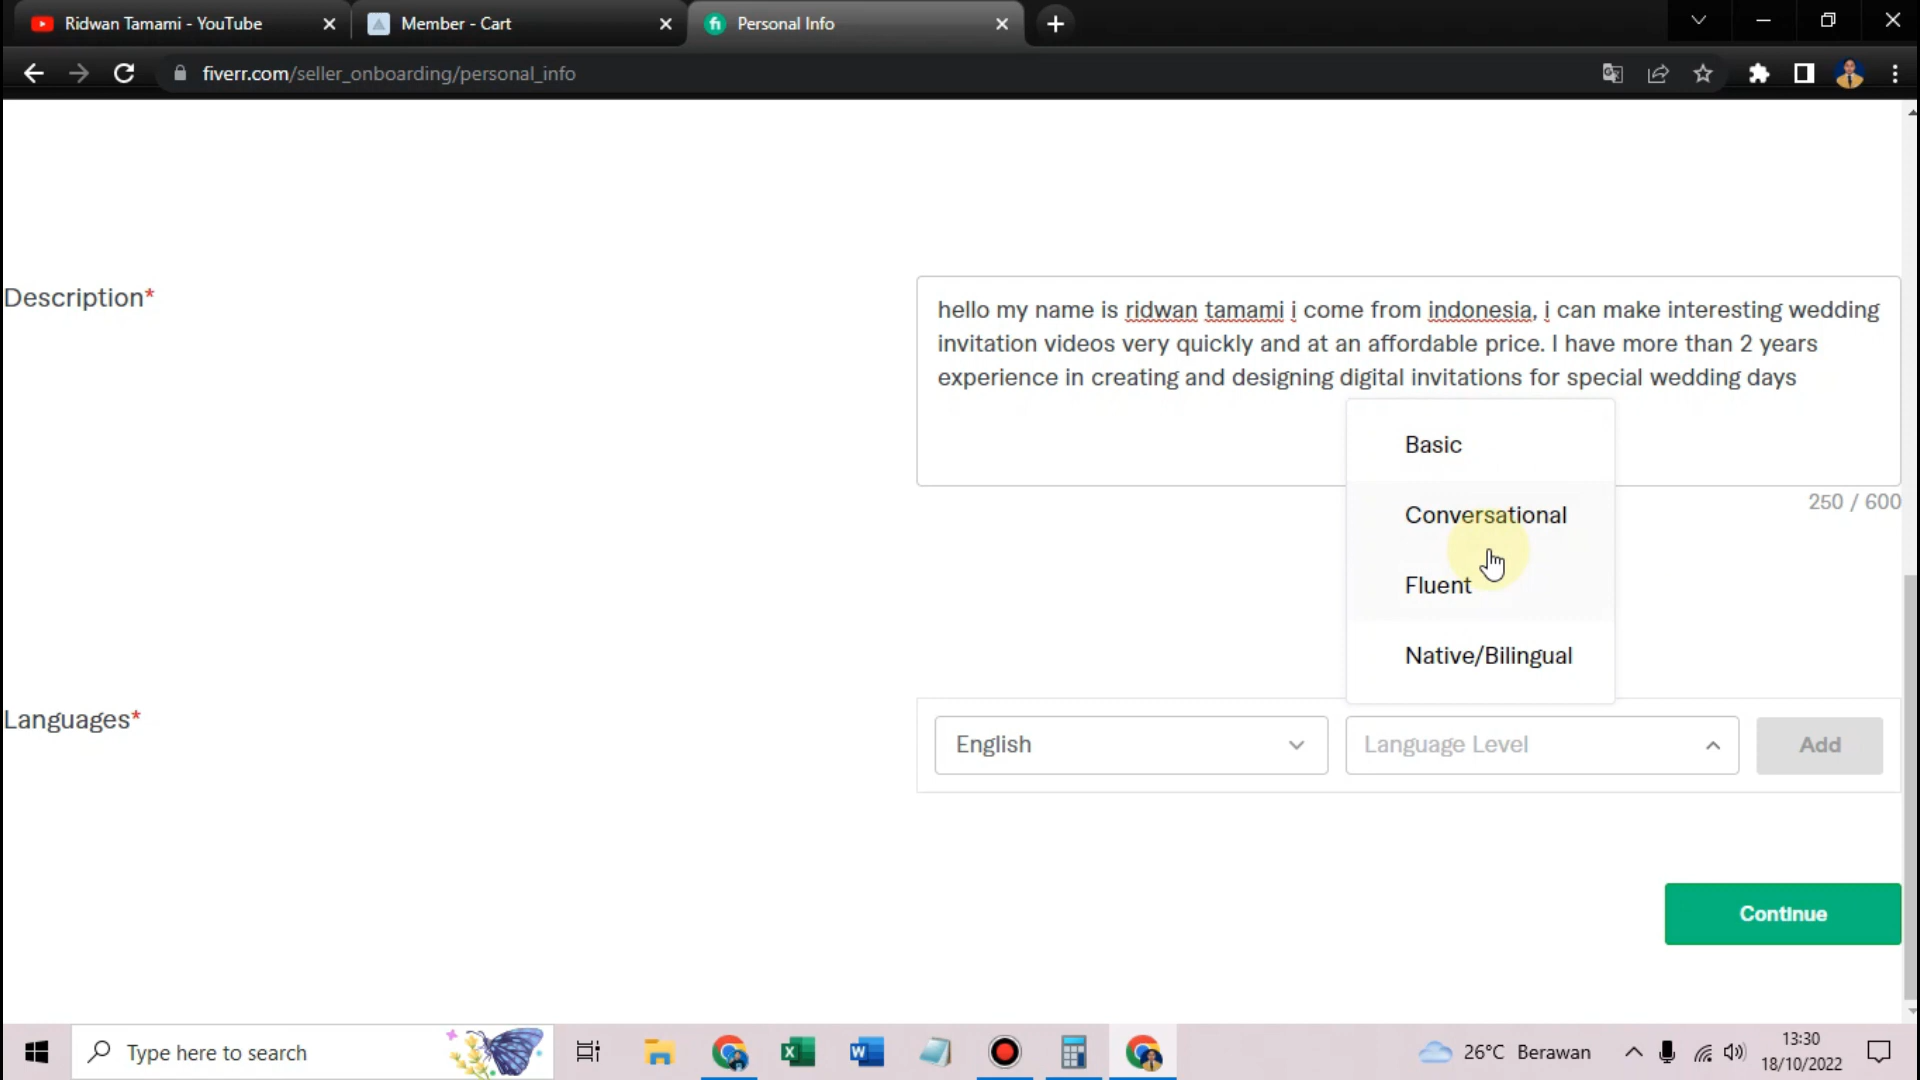 Ridwan Tamami - YouTube
Member - Cart
Personal Info
fiverr.com/seller_onboarding/personal_info
Description*
hello my name is ridwan tamami i come from indonesia, i can make interesting wedding
invitation videos very quickly and at an affordable price. I have more than 2 years
experience in creating and designing digital invitations for special wedding days
250 / 600
Basic
Conversational
Fluent
Native/Bilingual
Languages*
English
Language Level
Add
Continue
Type here to search
26°C Berawan
13:30
18/10/2022